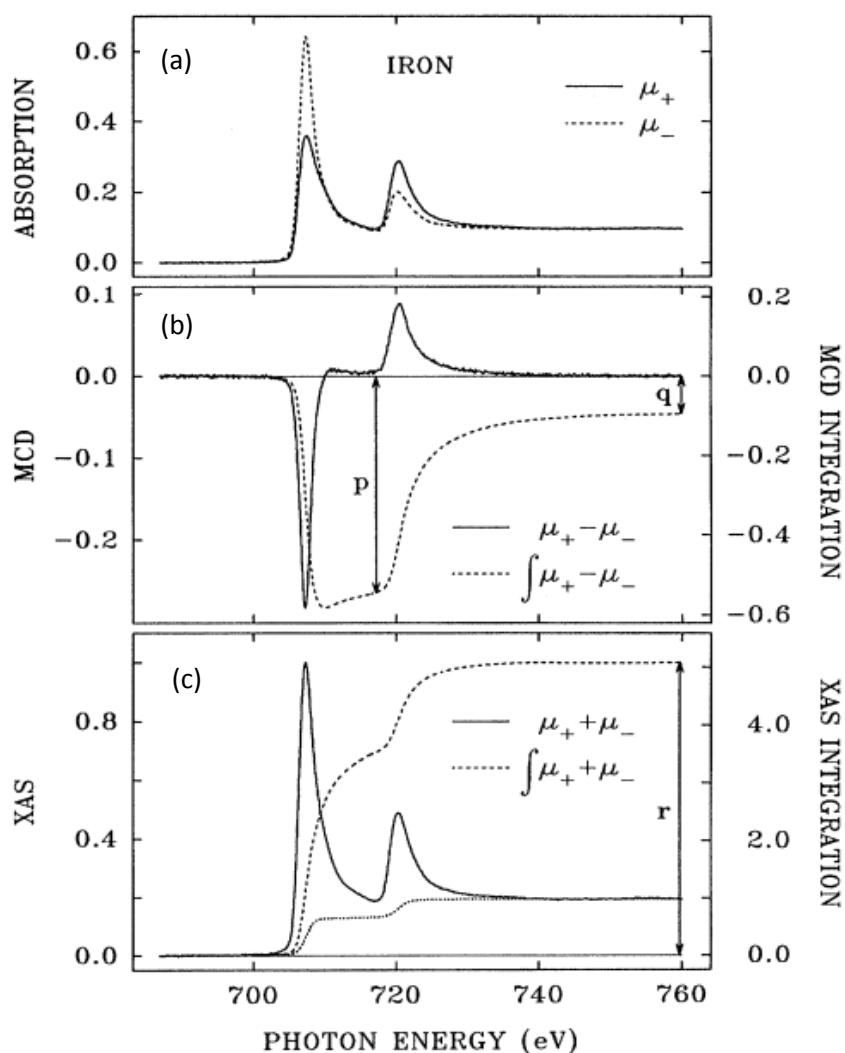 (a)
IRON
μ₊
μ₋
ABSORPTION
0.6
0.4
0.2
0.0
(b)
0.1
0.0
−0.1
−0.2
MCD
p
q
μ₊−μ₋
∫μ₊−μ₋
0.2
0.0
−0.2
−0.4
−0.6
MCD INTEGRATION
(c)
0.8
0.4
0.0
XAS
μ₊+μ₋
∫μ₊+μ₋
r
4.0
2.0
0.0
XAS INTEGRATION
700
720
740
760
PHOTON ENERGY (eV)